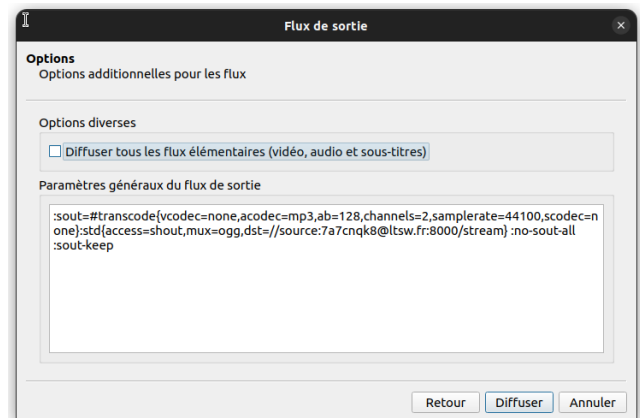 Flux de sortie
Options
Options additionnelles pour les flux
Options diverses
Diffuser tous les flux élémentaires (vidéo, audio et sous-titres)
Paramètres généraux du flux de sortie
:sout=#transcode{vcodec=none,acodec=mp3,ab=128,channels=2,samplerate=44100,scodec=n
one}:std{access=shout,mux=ogg,dst=//source:7a7cnqk8@ltsw.fr:8000/stream} :no-sout-all
:sout-keep
Retour Diffuser Annuler